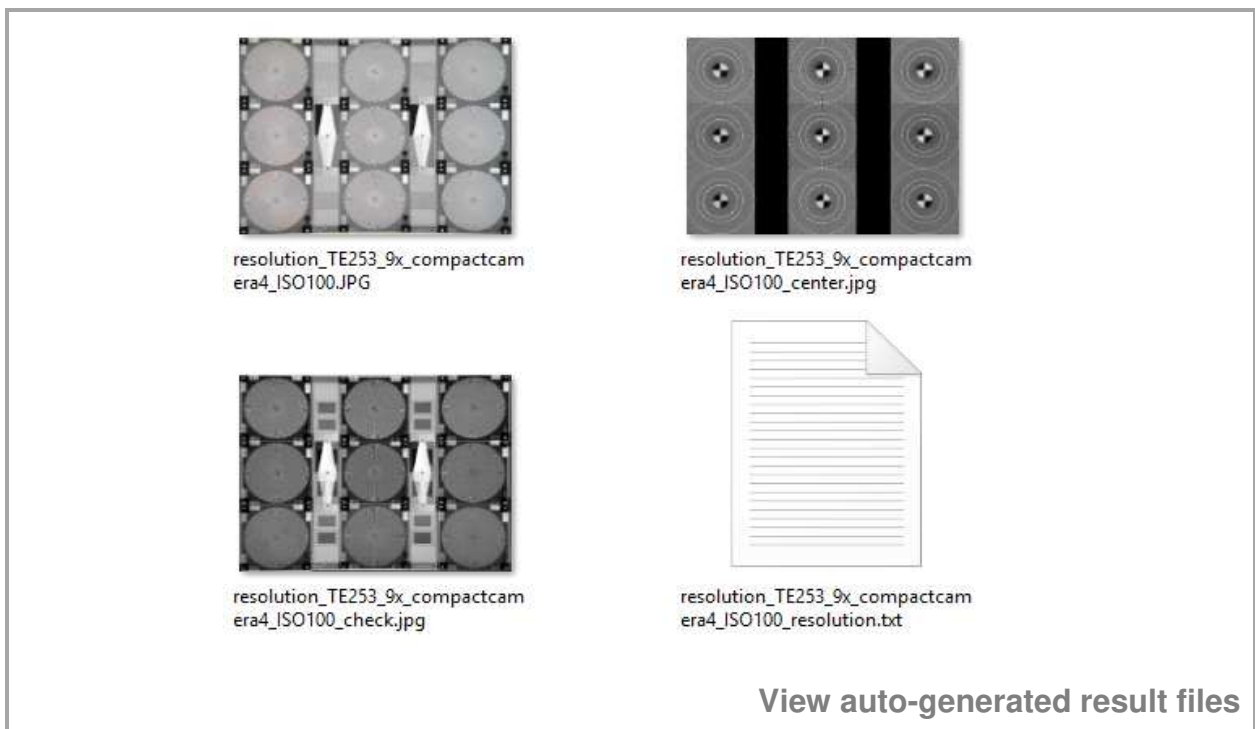 resolution_TE253_9x_compactcam
era4_ISO100.JPG
resolution_TE253_9x_compactcam
era4_ISO100_center.jpg
resolution_TE253_9x_compactcam
era4_ISO100_check.jpg
resolution_TE253_9x_compactcam
era4_ISO100_resolution.txt
View auto-generated result files